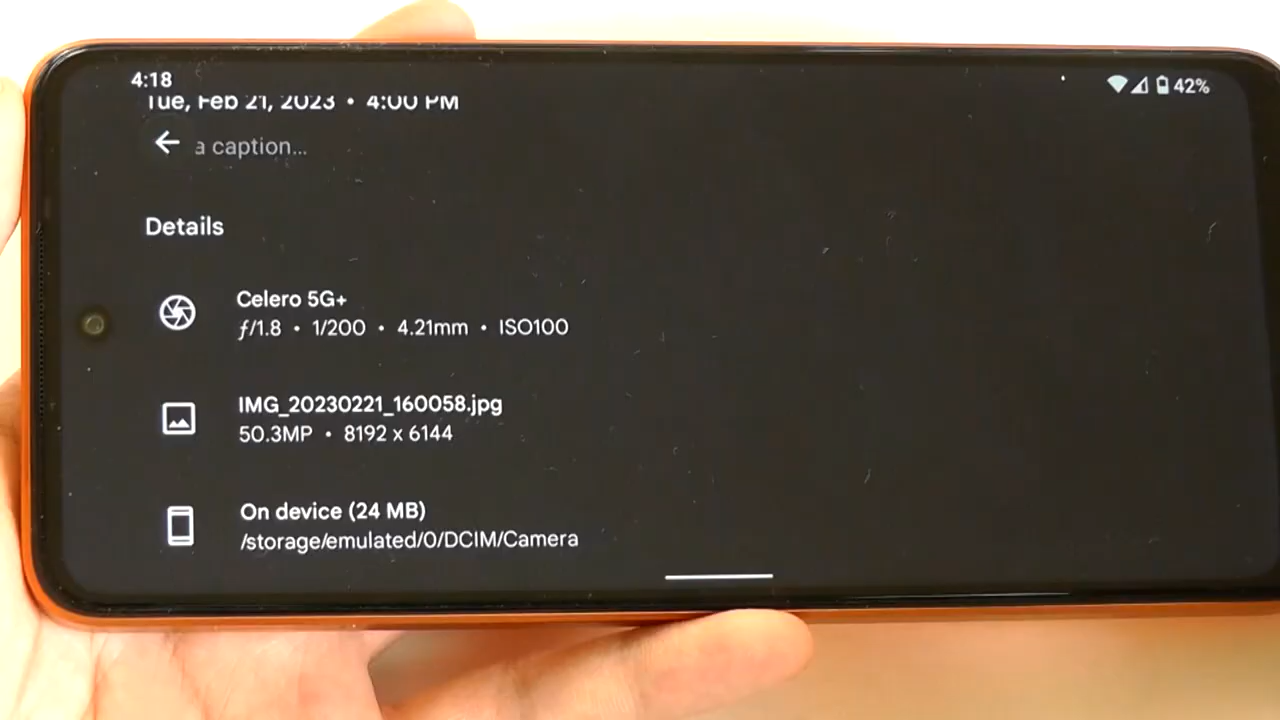 4:18
42%
Tue, Feb 21, 2023 • 4:00 PM
a caption...
Details
Celero 5G+
ƒ/1.8 • 1/200 • 4.21mm • ISO100
IMG_20230221_160058.jpg
50.3MP • 8192 x 6144
On device (24 MB)
/storage/emulated/0/DCIM/Camera